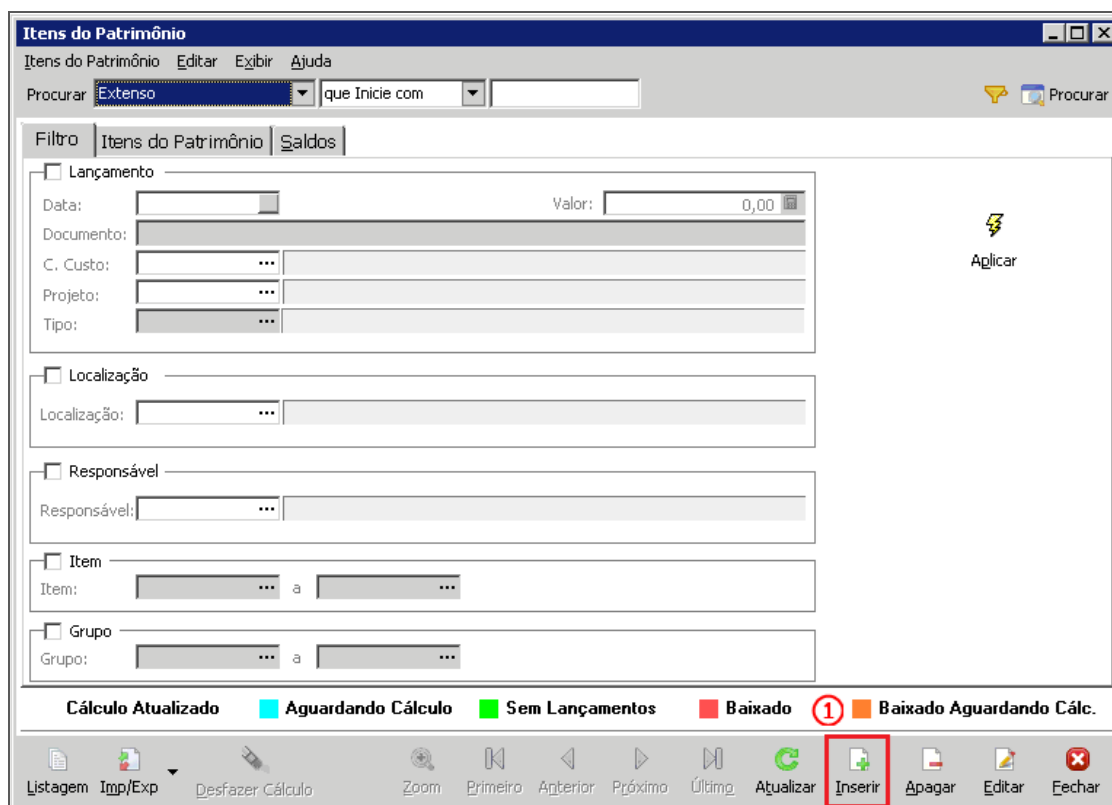 Itens do Patrimônio
Itens do Patrimônio Editar Exibir Ajuda
Procurar Extenso que Inicie com Procurar
Filtro Itens do Patrimônio Saldos
Lançamento
Data: Valor: 0,00
Documento:
C. Custo: ...
Projeto: ...
Tipo: ...
Aplicar
Localização
Localização: ...
Responsável
Responsável: ...
Item
Item: ... a ...
Grupo
Grupo: ... a ...
Cálculo Atualizado Aguardando Cálculo Sem Lançamentos Baixado 1 Baixado Aguardando Cálc.
Listagem Imp/Exp Desfazer Cálculo Zoom Primeiro Anterior Próximo Último Atualizar Inserir Apagar Editar Fechar